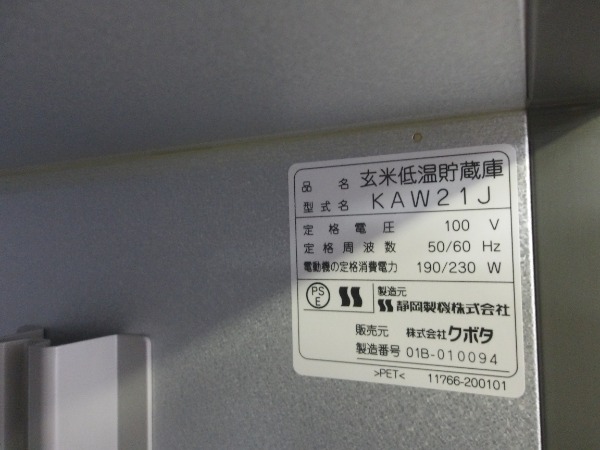 品名 玄米低温貯蔵庫
型式名 KAW21J
定格電圧 100 V
定格周波数 50/60 Hz
電動機の定格消費電力 190/230 W
PS
E
製造元
静岡製機株式会社
販売元 株式会社クボタ
製造番号 01B-010094
>PET< 11766-200101